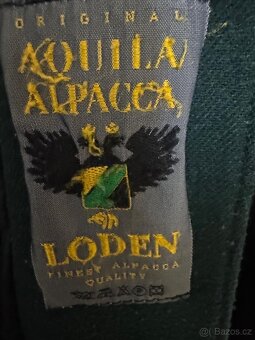 ORIGINAL
AQUILA
ALPACCA
LODEN
FINEST ALPACCA
QUALITY
Bazos.cz